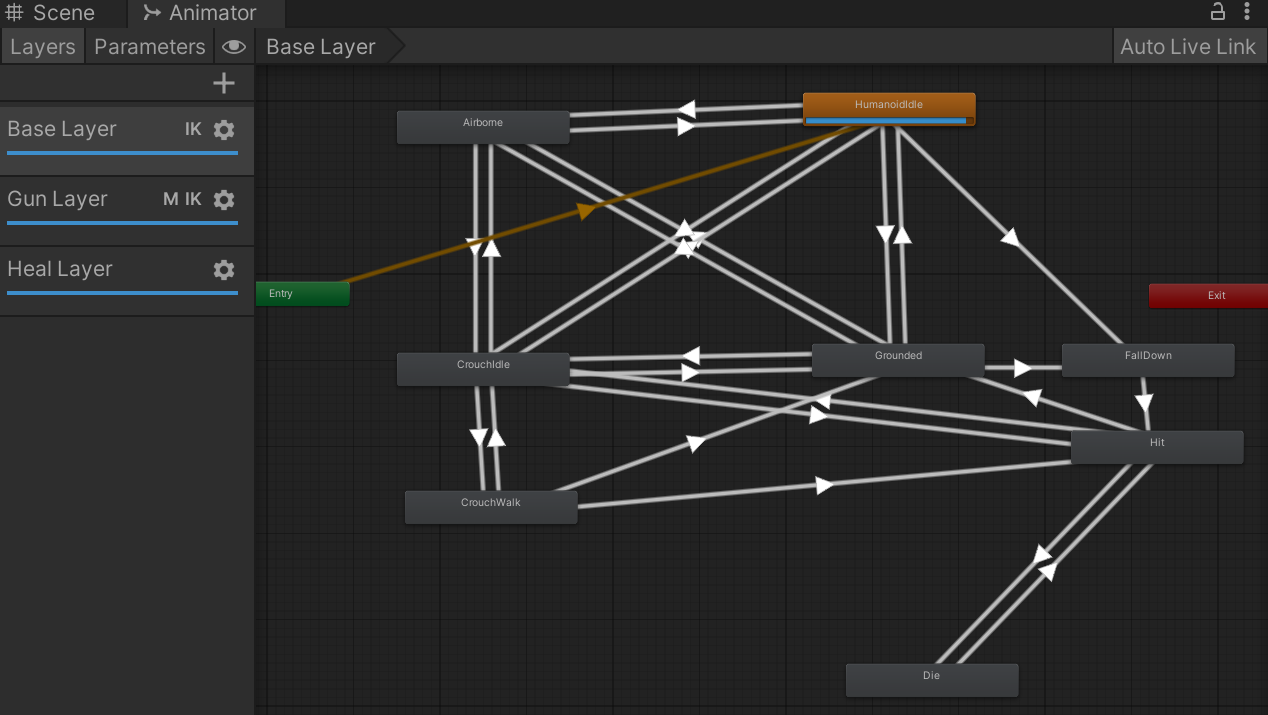 Scene
Animator
Layers
Parameters
Base Layer
Auto Live Link
Base Layer IK
Gun Layer M IK
Heal Layer
HumanoidIdle
Airborne
Entry
Exit
CrouchIdle
Grounded
FallDown
Hit
CrouchWalk
Die